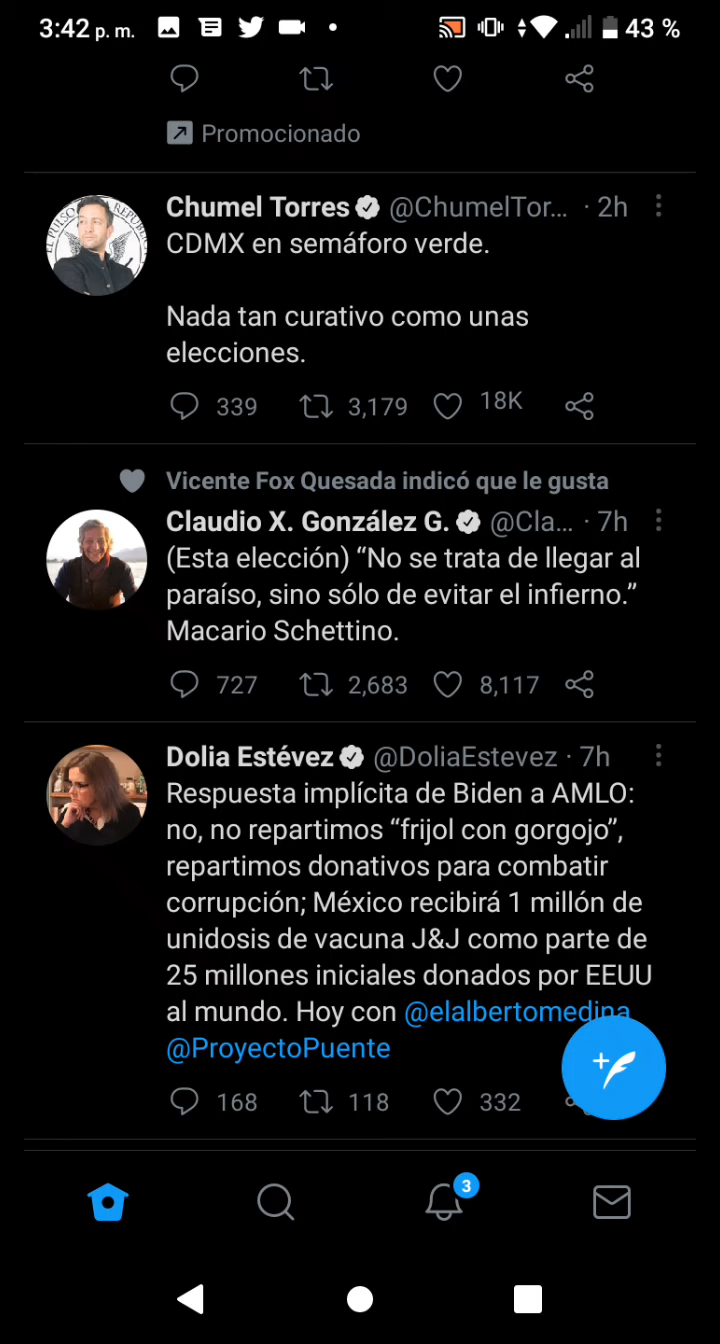 3:42 p. m.
43 %
Promocionado
Chumel Torres @ChumelTor... · 2h
CDMX en semáforo verde.
Nada tan curativo como unas
elecciones.
339 3,179 18K
Vicente Fox Quesada indicó que le gusta
Claudio X. González G. @Cla... · 7h
(Esta elección) “No se trata de llegar al
paraíso, sino sólo de evitar el infierno.”
Macario Schettino.
727 2,683 8,117
Dolia Estévez @DoliaEstevez · 7h
Respuesta implícita de Biden a AMLO:
no, no repartimos “frijol con gorgojo”,
repartimos donativos para combatir
corrupción; México recibirá 1 millón de
unidosis de vacuna J&J como parte de
25 millones iniciales donados por EEUU
al mundo. Hoy con @elalbertomedina
@ProyectoPuente
168 118 332
3